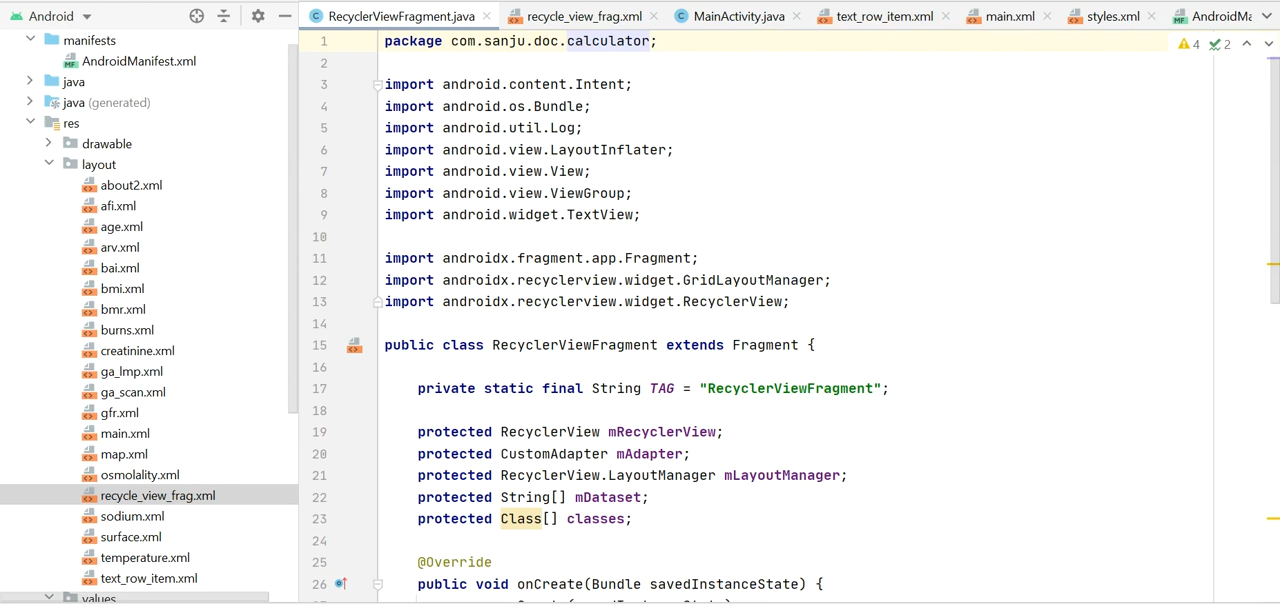 Android
RecyclerViewFragment.java
recycle_view_frag.xml
MainActivity.java
text_row_item.xml
main.xml
styles.xml
AndroidMa
manifests
AndroidManifest.xml
java
java (generated)
res
drawable
layout
about2.xml
afi.xml
age.xml
arv.xml
bai.xml
bmi.xml
bmr.xml
burns.xml
creatinine.xml
ga_lmp.xml
ga_scan.xml
gfr.xml
main.xml
map.xml
osmolality.xml
recycle_view_frag.xml
sodium.xml
surface.xml
temperature.xml
text_row_item.xml
values
4 2
1 package com.sanju.doc.calculator;
2
3 import android.content.Intent;
4 import android.os.Bundle;
5 import android.util.Log;
6 import android.view.LayoutInflater;
7 import android.view.View;
8 import android.view.ViewGroup;
9 import android.widget.TextView;
10
11 import androidx.fragment.app.Fragment;
12 import androidx.recyclerview.widget.GridLayoutManager;
13 import androidx.recyclerview.widget.RecyclerView;
14
15 public class RecyclerViewFragment extends Fragment {
16
17 private static final String TAG = "RecyclerViewFragment";
18
19 protected RecyclerView mRecyclerView;
20 protected CustomAdapter mAdapter;
21 protected RecyclerView.LayoutManager mLayoutManager;
22 protected String[] mDataset;
23 protected Class[] classes;
24
25 @Override
26 public void onCreate(Bundle savedInstanceState) {